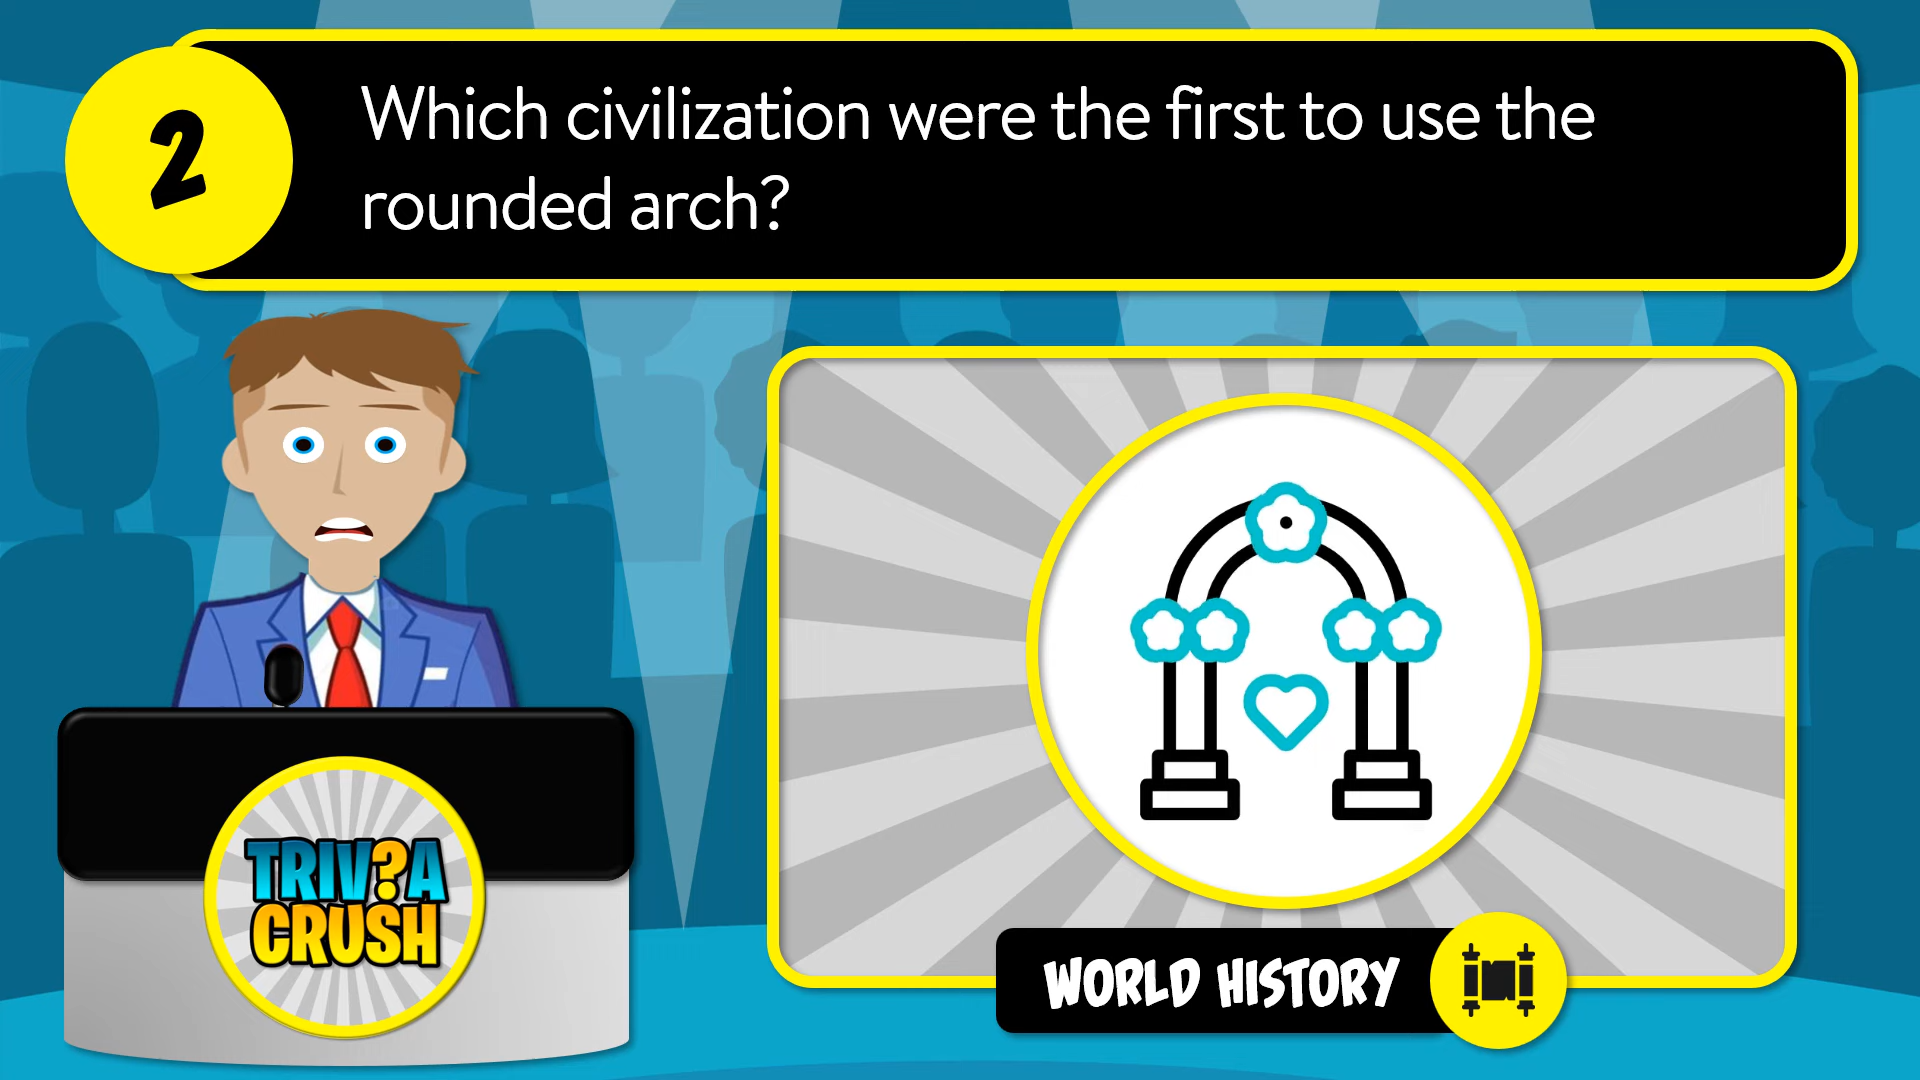 2
Which civilization were the first to use the
rounded arch?
TRIV?A
CRUSH
WORLD HISTORY